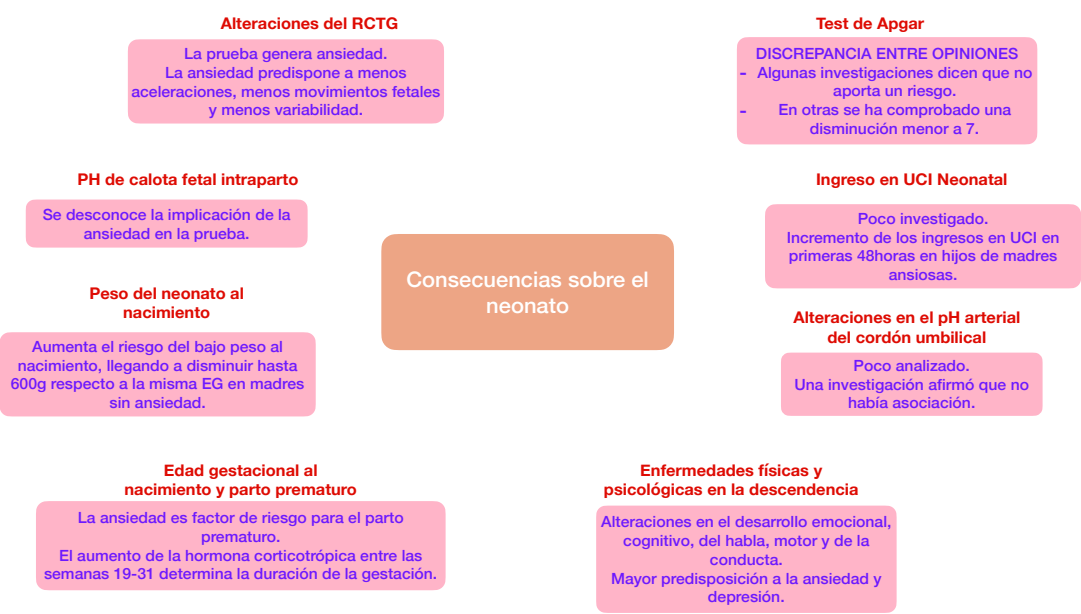 Alteraciones del RCTG
La prueba genera ansiedad.
La ansiedad predispone a menos
aceleraciones, menos movimientos fetales
y menos variabilidad.
Test de Apgar
DISCREPANCIA ENTRE OPINIONES
- Algunas investigaciones dicen que no
aporta un riesgo.
- En otras se ha comprobado una
disminución menor a 7.
PH de calota fetal intraparto
Se desconoce la implicación de la
ansiedad en la prueba.
Ingreso en UCI Neonatal
Poco investigado.
Incremento de los ingresos en UCI en
primeras 48horas en hijos de madres
ansiosas.
Consecuencias sobre el
neonato
Peso del neonato al
nacimiento
Aumenta el riesgo del bajo peso al
nacimiento, llegando a disminuir hasta
600g respecto a la misma EG en madres
sin ansiedad.
Alteraciones en el pH arterial
del cordón umbilical
Poco analizado.
Una investigación afirmó que no
había asociación.
Edad gestacional al
nacimiento y parto prematuro
La ansiedad es factor de riesgo para el parto
prematuro.
El aumento de la hormona corticotrópica entre las
semanas 19-31 determina la duración de la gestación.
Enfermedades físicas y
psicológicas en la descendencia
Alteraciones en el desarrollo emocional,
cognitivo, del habla, motor y de la
conducta.
Mayor predisposición a la ansiedad y
depresión.